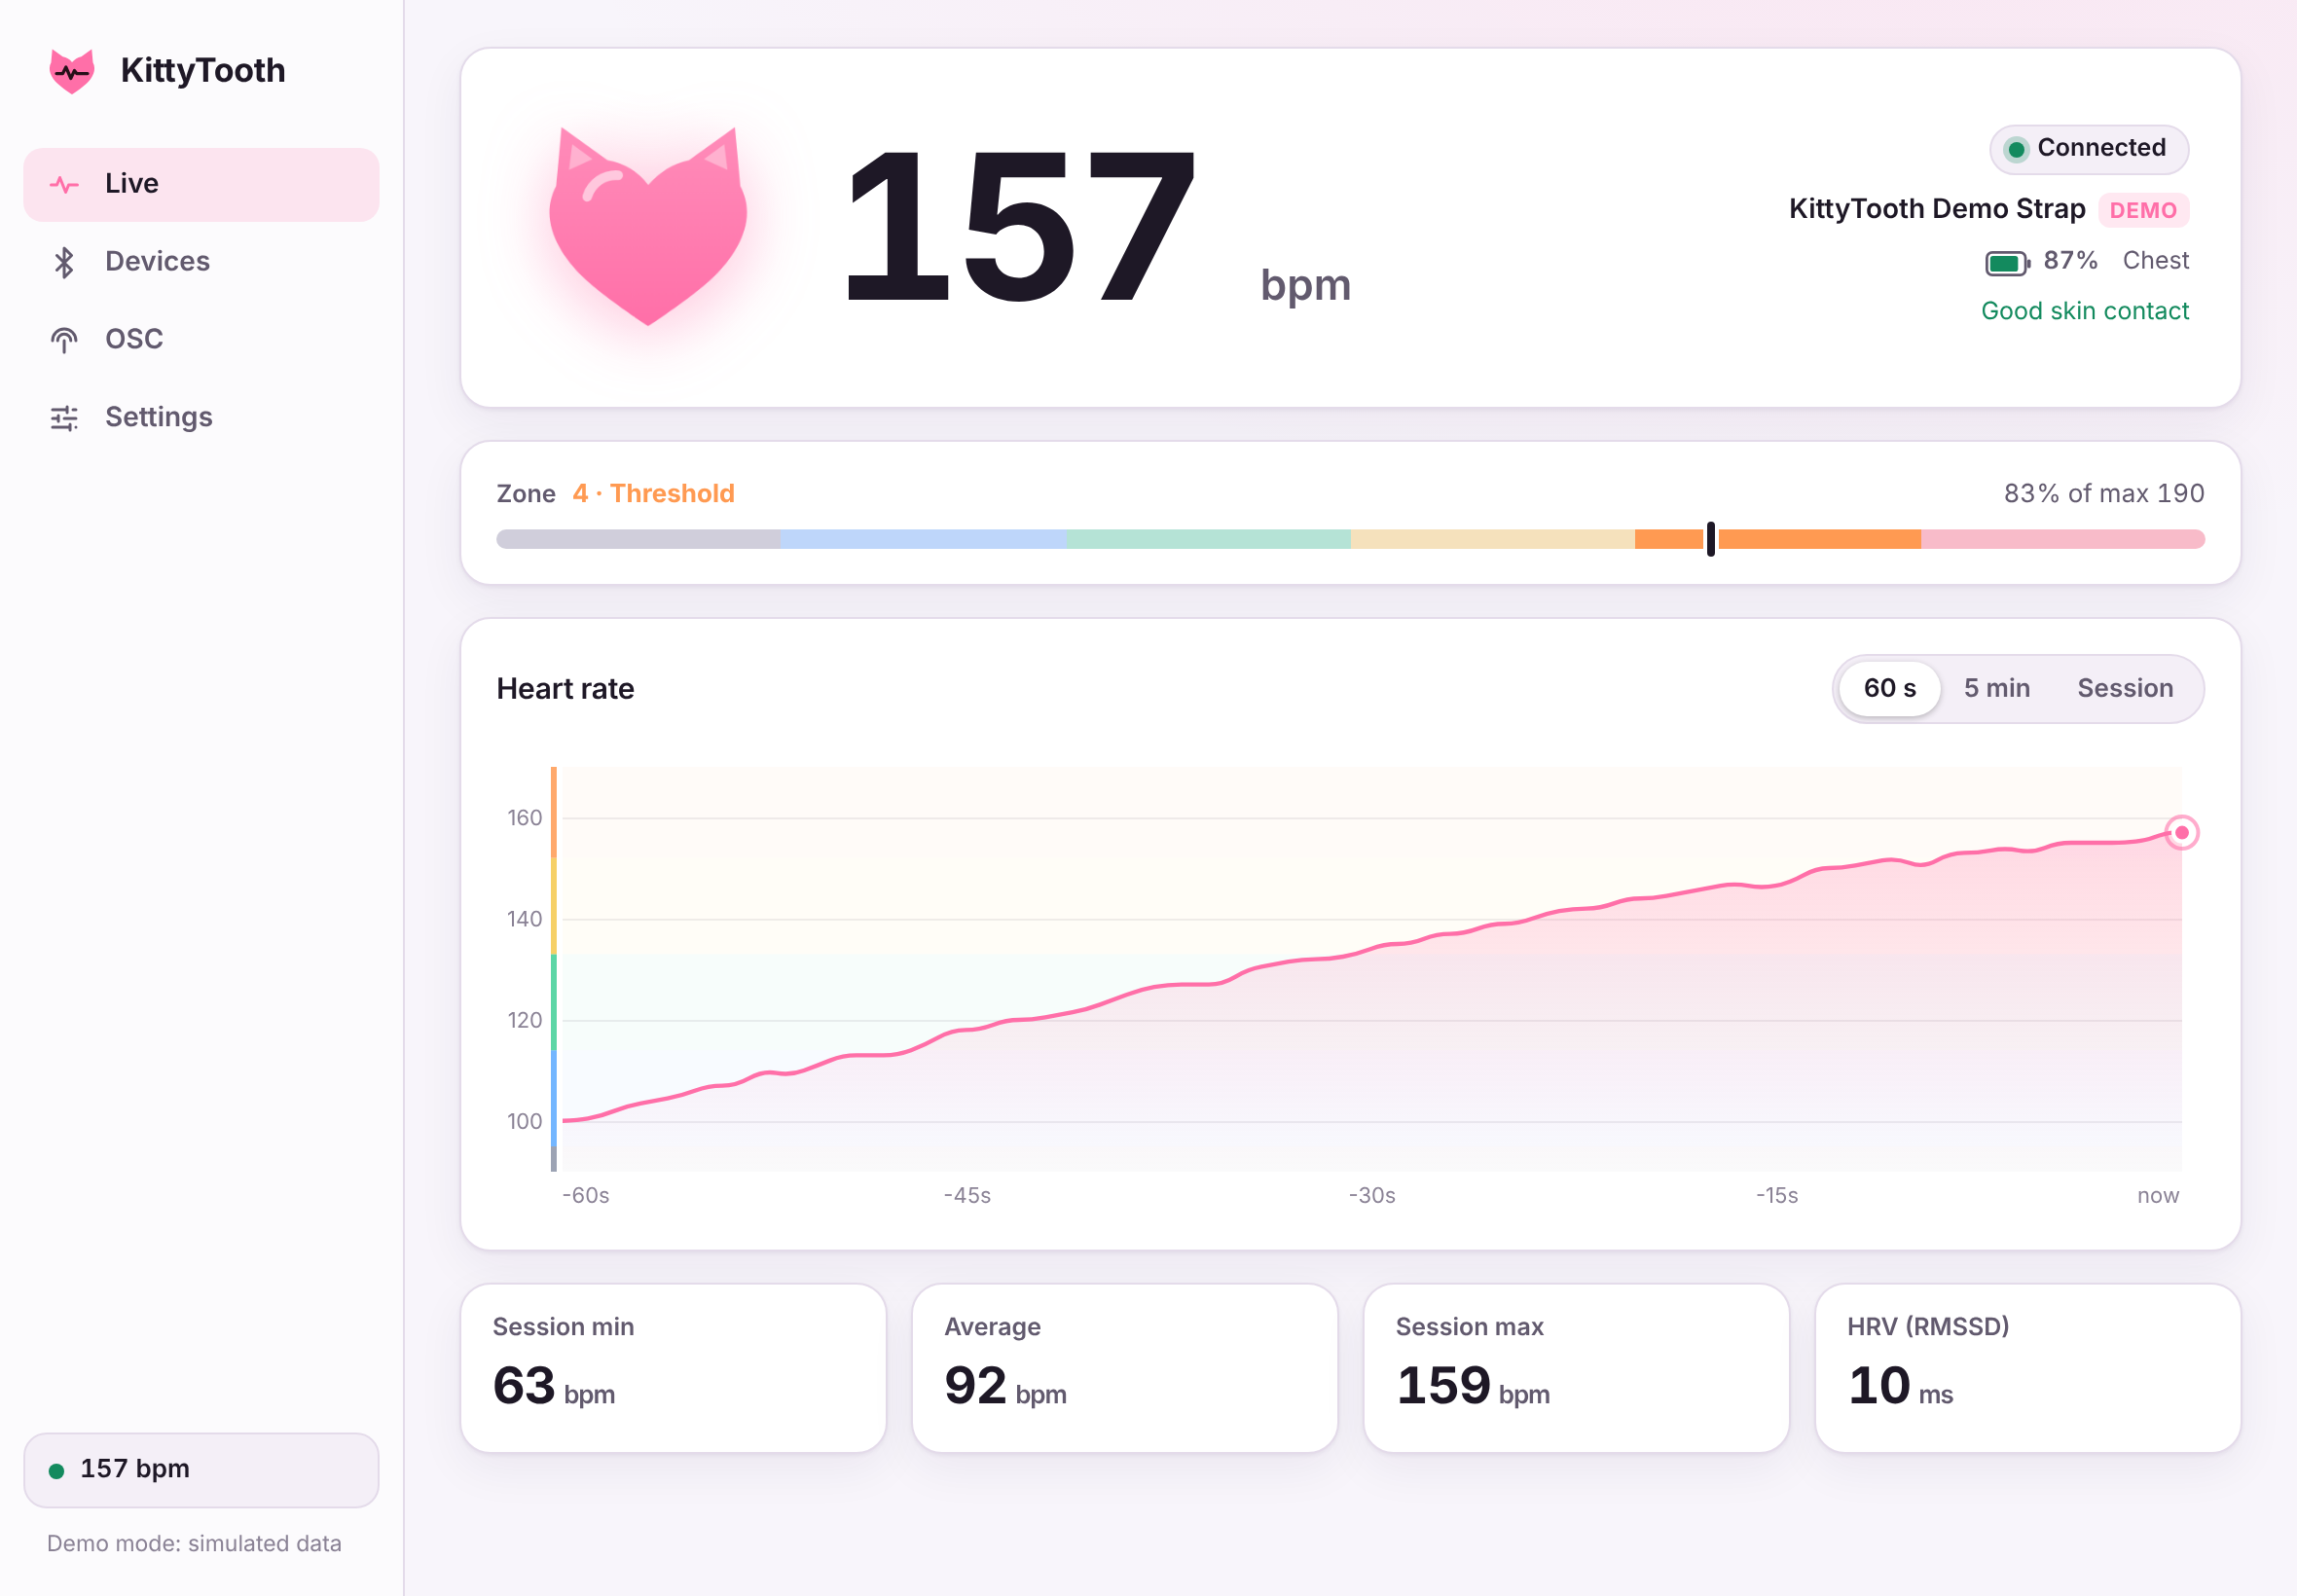 KittyTooth
Live
Devices
OSC
Settings
157 bpm
Demo mode: simulated data
157 bpm
Connected
KittyTooth Demo Strap DEMO
87% Chest
Good skin contact
Zone 4 · Threshold
83% of max 190
Heart rate
60 s 5 min Session
160
140
120
100
-60s -45s -30s -15s now
Session min
63 bpm
Average
92 bpm
Session max
159 bpm
HRV (RMSSD)
10 ms